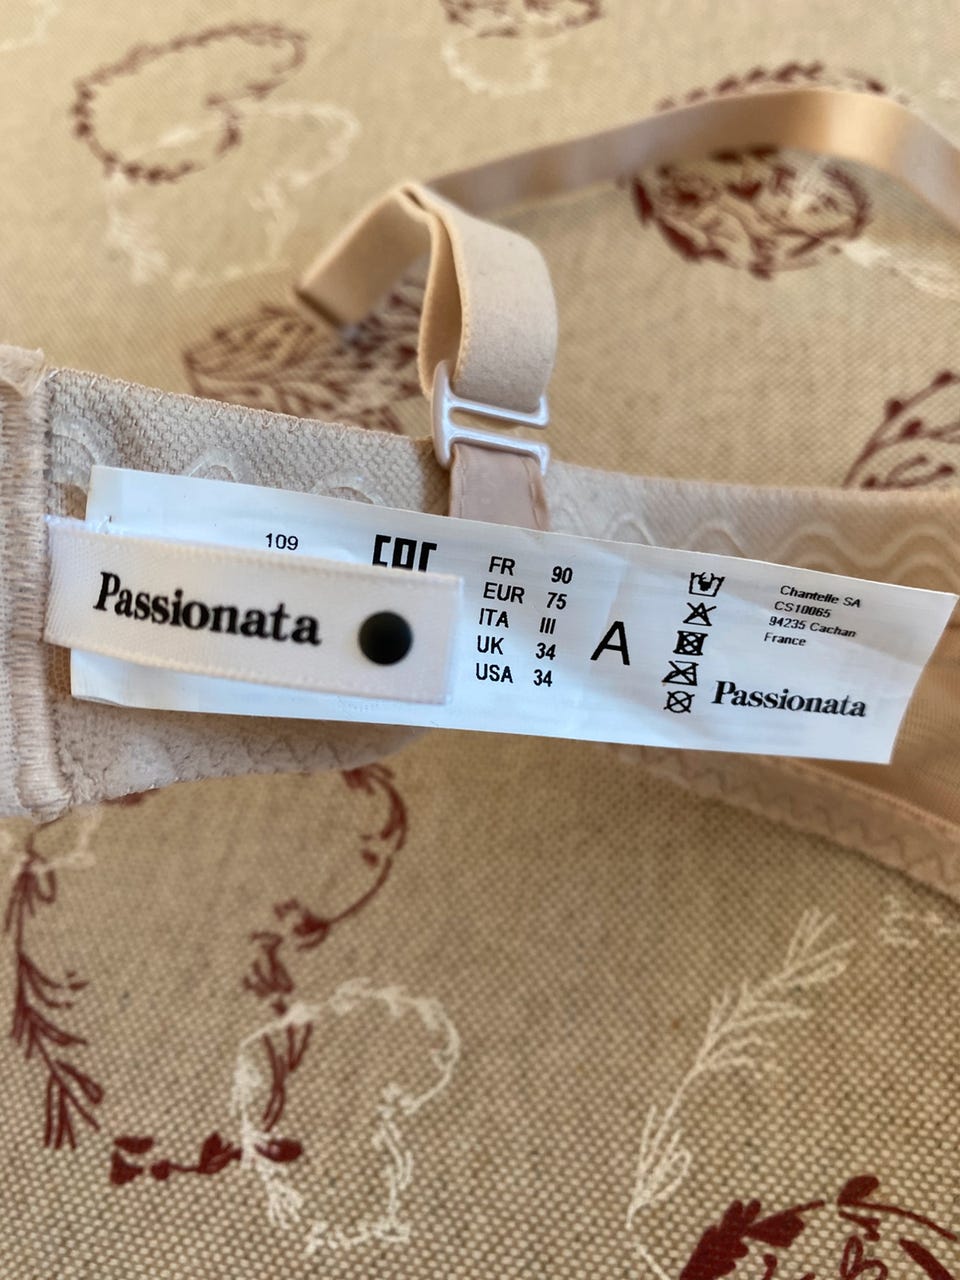 109
EAC
Passionata
FR 90
EUR 75
ITA III
UK 34
USA 34
A
Chantelle SA
CS10065
94235 Cachan
France
Passionata